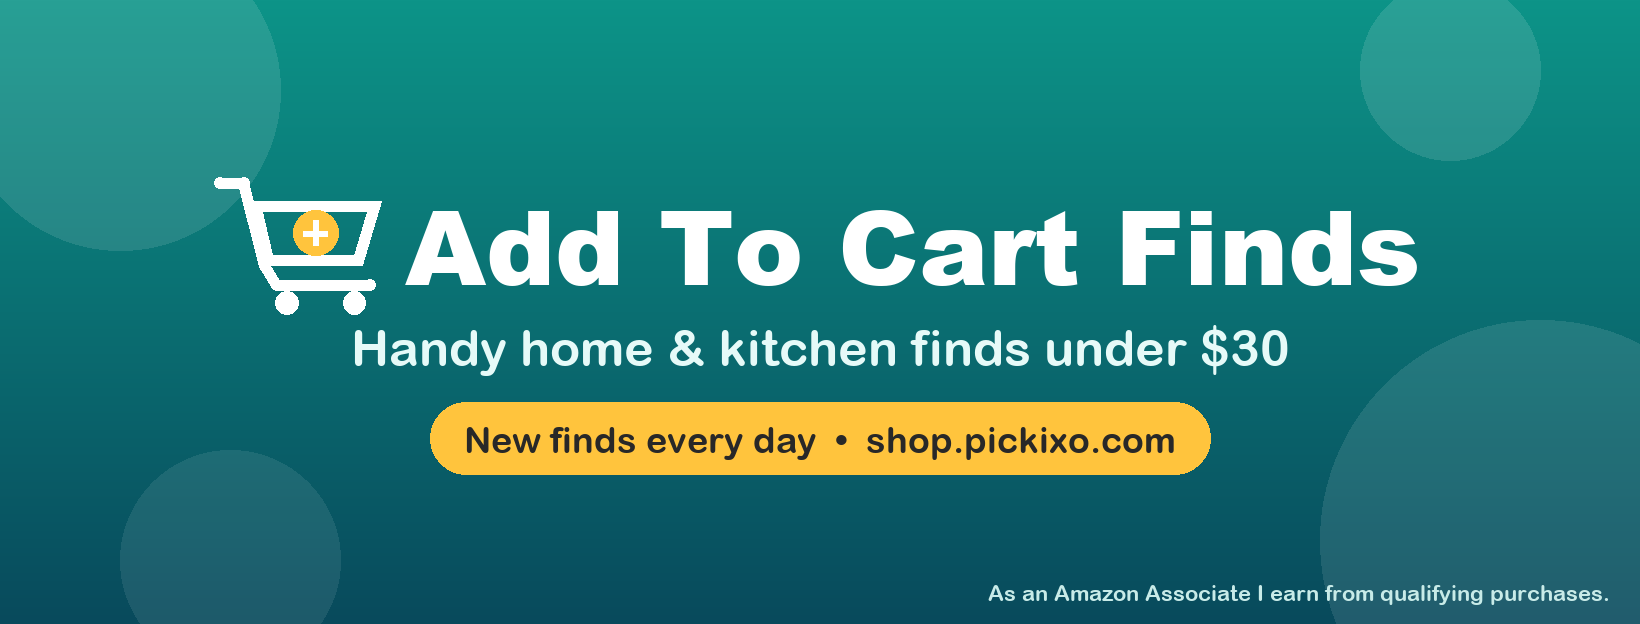 Add To Cart Finds
Handy home & kitchen finds under $30
New finds every day • shop.pickixo.com
As an Amazon Associate I earn from qualifying purchases.